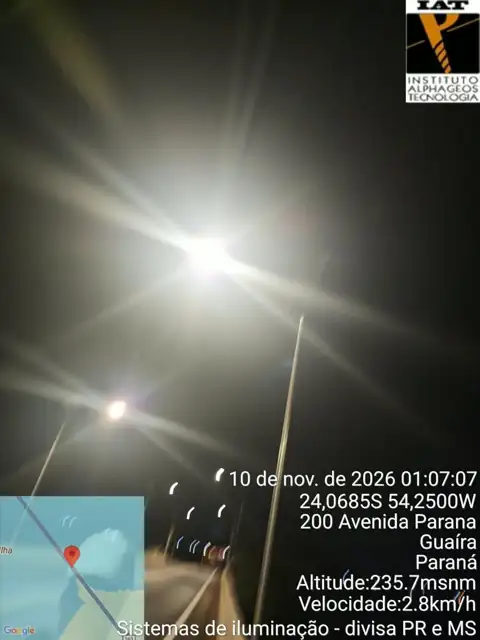 IAT
INSTITUTO
ALPHAGEOS
TECNOLOGIA
10 de nov. de 2026 01:07:07
24,0685S 54,2500W
200 Avenida Parana
Guaíra
Paraná
Altitude:235.7msnm
Velocidade:2.8km/h
Sistemas de iluminação - divisa PR e MS
Ilha
Google